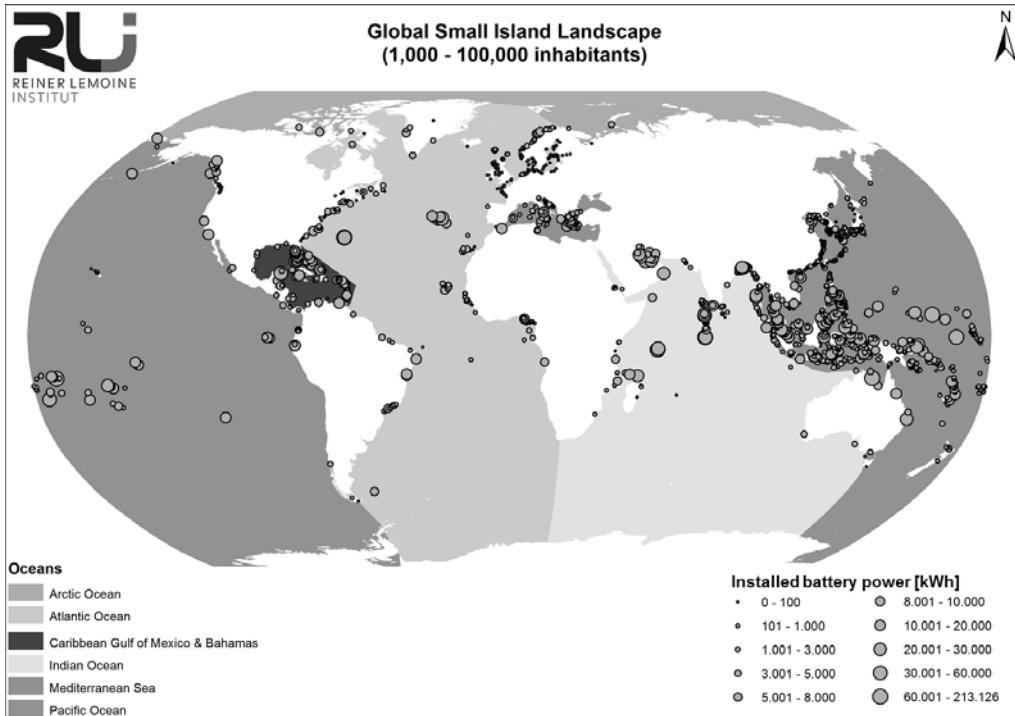 RLI
REINER LEMOINE
INSTITUT
Global Small Island Landscape
(1,000 - 100,000 inhabitants)
N
Oceans
Arctic Ocean
Atlantic Ocean
Caribbean Gulf of Mexico & Bahamas
Indian Ocean
Mediterranean Sea
Pacific Ocean
Installed battery power [kWh]
0 - 100
101 - 1.000
1.001 - 3.000
3.001 - 5.000
5.001 - 8.000
8.001 - 10.000
10.001 - 20.000
20.001 - 30.000
30.001 - 60.000
60.001 - 213.126